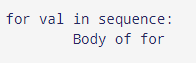 for val in sequence:
        Body of for